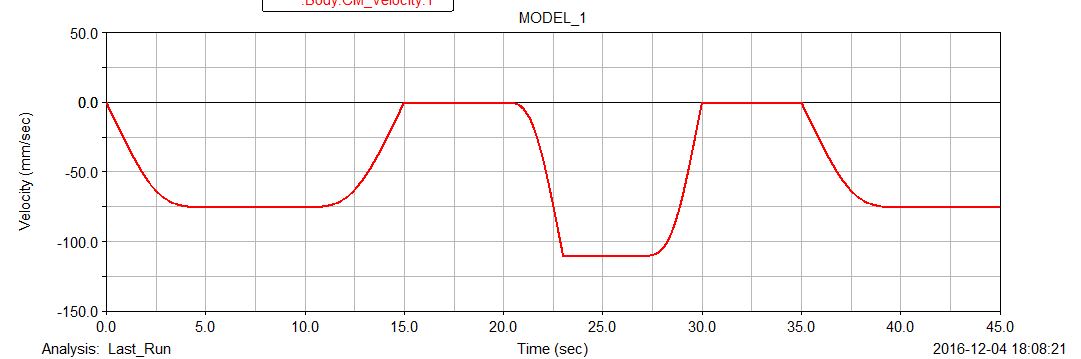 .Body.CM_Velocity.Y
MODEL_1
50.0
0.0
-50.0
-100.0
-150.0
Velocity (mm/sec)
0.0 5.0 10.0 15.0 20.0 25.0 30.0 35.0 40.0 45.0
Analysis: Last_Run Time (sec) 2016-12-04 18:08:21